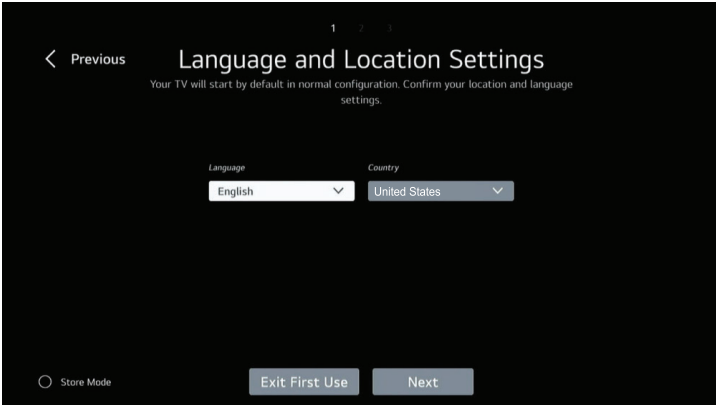 1 2 3
Previous
Language and Location Settings
Your TV will start by default in normal configuration. Confirm your location and language
settings.
Language Country
English United States
Store Mode Exit First Use Next